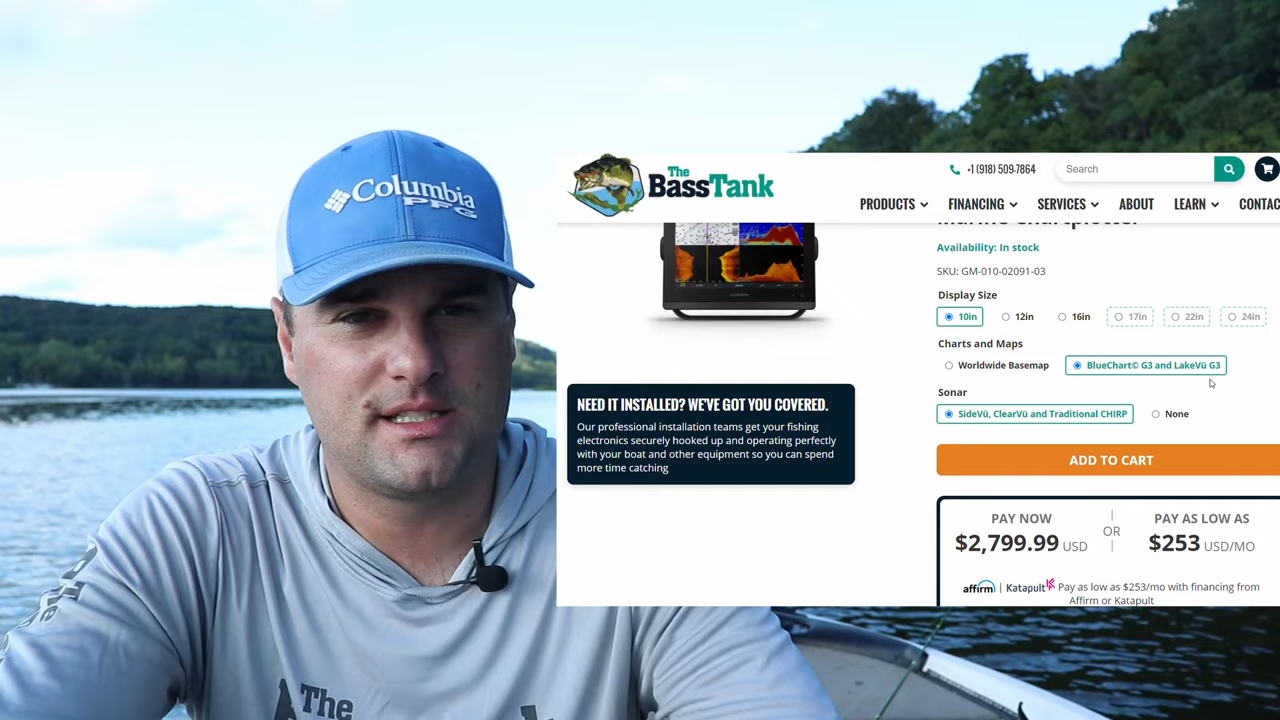 Columbia
PFG
The
The
BassTank
+1 (918) 509-7864
Search
PRODUCTS
FINANCING
SERVICES
ABOUT
LEARN
CONTAC
Marine Chartplotter
Availability: In stock
SKU: GM-010-02091-03
Display Size
10in
12in
16in
17in
22in
24in
Charts and Maps
Worldwide Basemap
BlueChart© G3 and LakeVü G3
Sonar
SideVü, ClearVü and Traditional CHIRP
None
NEED IT INSTALLED? WE'VE GOT YOU COVERED.
Our professional installation teams get your fishing
electronics securely hooked up and operating perfectly
with your boat and other equipment so you can spend
more time catching
ADD TO CART
PAY NOW
$2,799.99 USD
OR
PAY AS LOW AS
$253 USD/MO
affirm | Katapult Pay as low as $253/mo with financing from
Affirm or Katapult